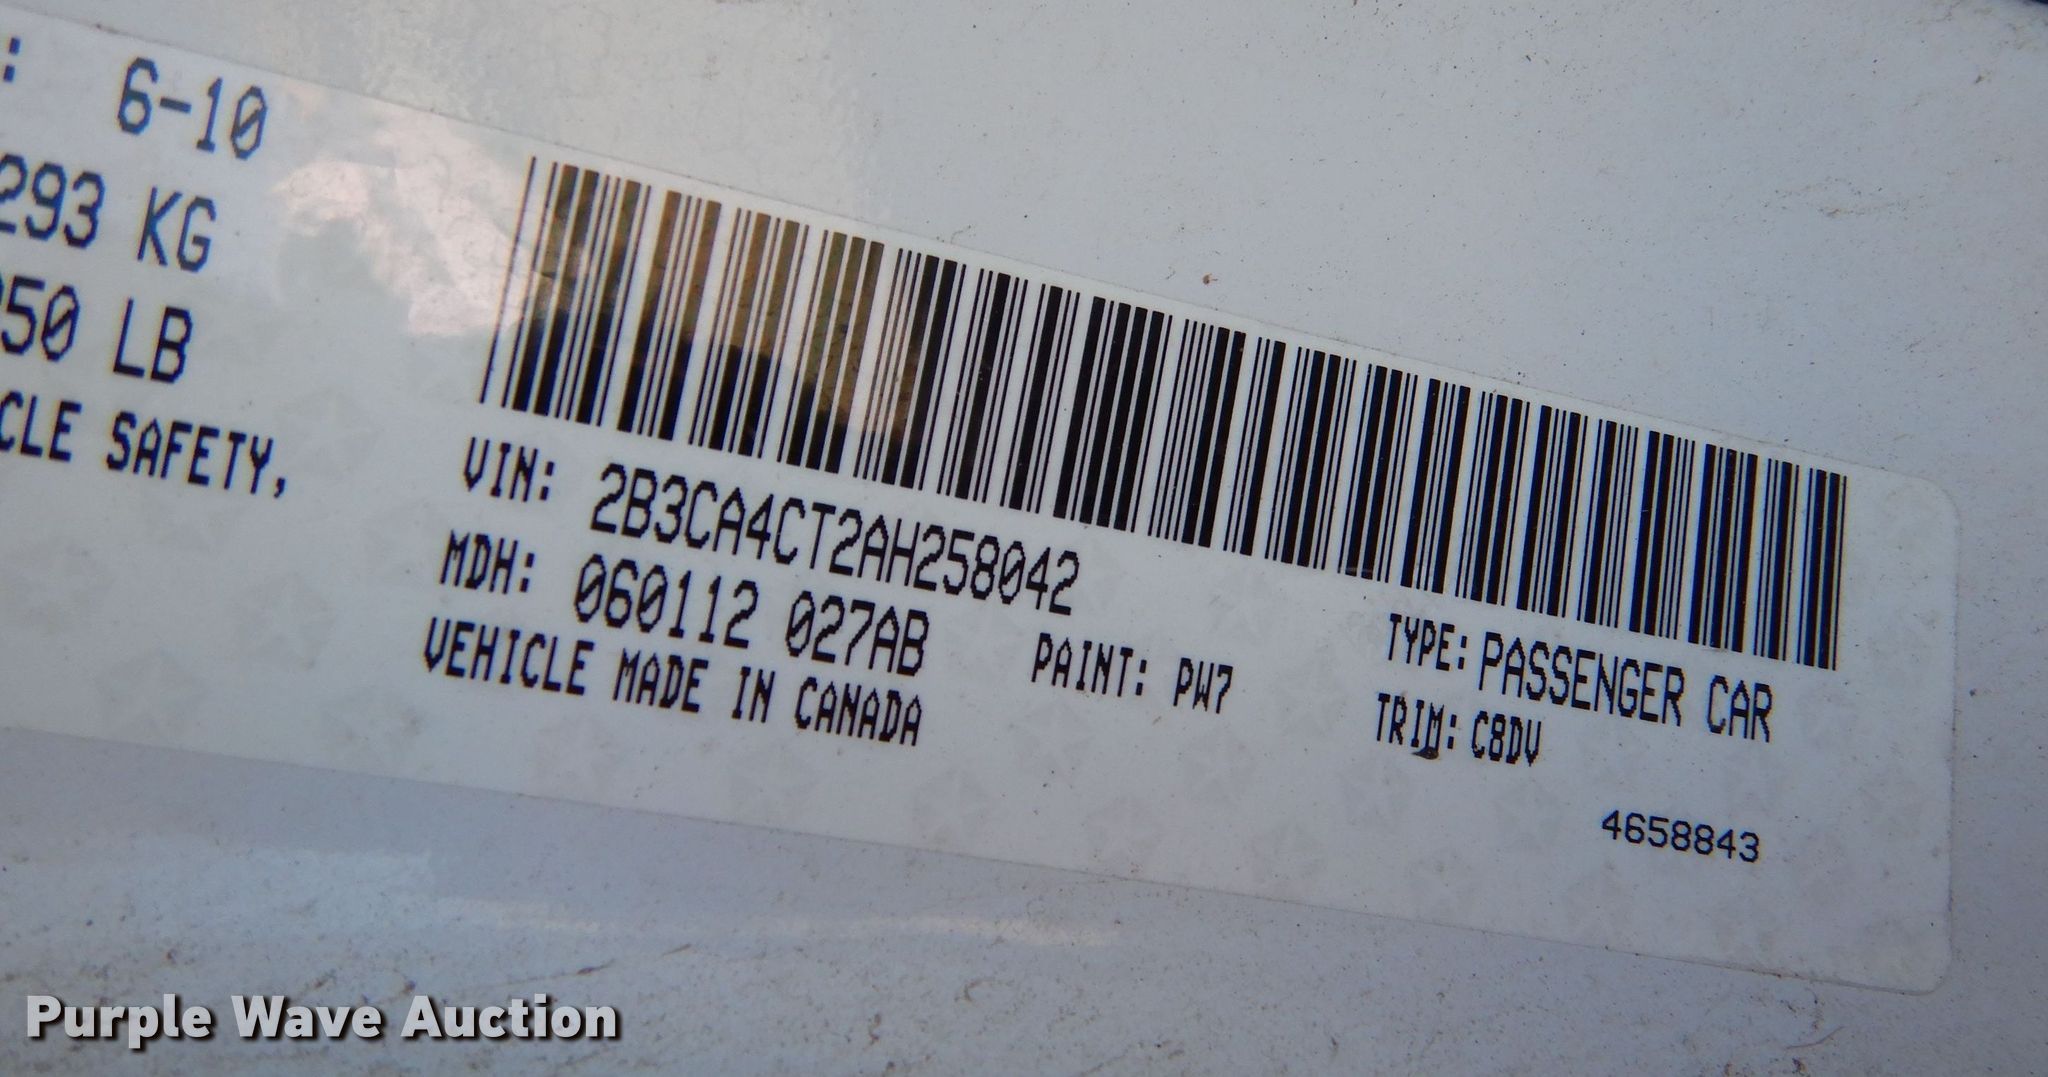 : 6-10
293 KG
50 LB
CLE SAFETY,
VIN: 2B3CA4CT2AH258042
MDH: 060112 027AB
VEHICLE MADE IN CANADA
PAINT: PW7
TYPE: PASSENGER CAR
TRIM: C8DV
4658843
Purple Wave Auction